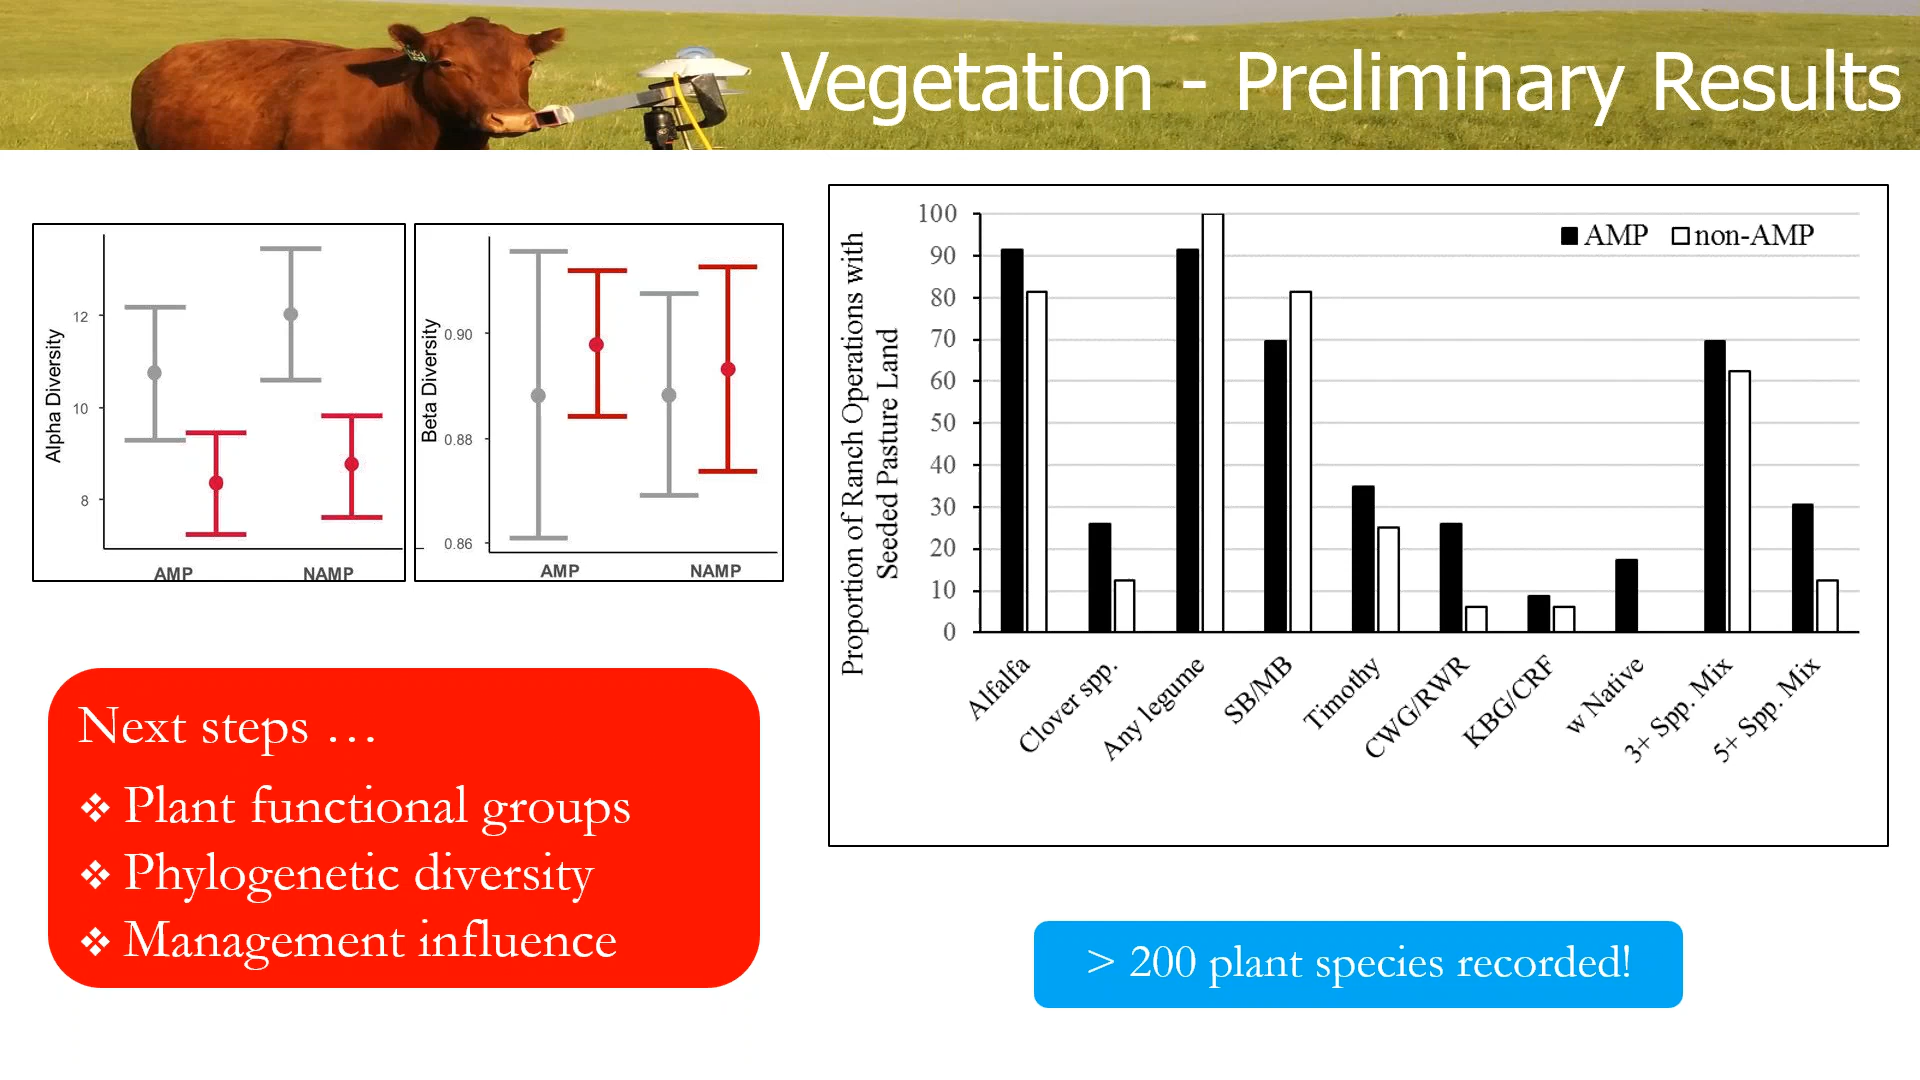 Vegetation - Preliminary Results
Alpha Diversity
12
10
8
AMP
NAMP
Beta Diversity
0.90
0.88
0.86
AMP
NAMP
Proportion of Ranch Operations with
Seeded Pasture Land
100
90
80
70
60
50
40
30
20
10
0
AMP
non-AMP
Alfalfa
Clover spp.
Any legume
SB/MB
Timothy
CWG/RWR
KBG/CRF
w Native
3+ Spp. Mix
5+ Spp. Mix
Next steps …
❖ Plant functional groups
❖ Phylogenetic diversity
❖ Management influence
> 200 plant species recorded!